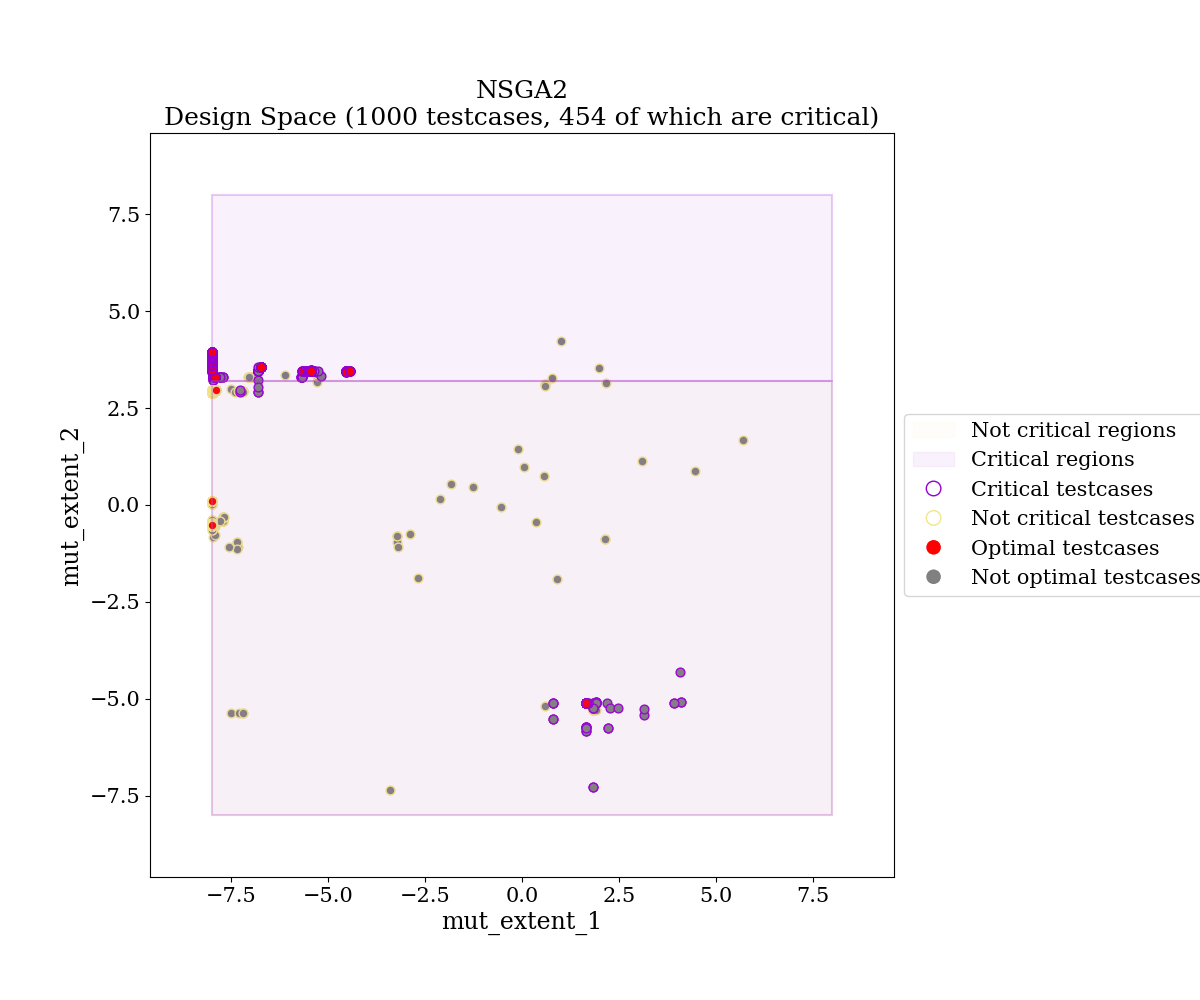 NSGA2
Design Space (1000 testcases, 454 of which are critical)
mut_extent_2
7.5
5.0
2.5
0.0
−2.5
−5.0
−7.5
−7.5 −5.0 −2.5 0.0 2.5 5.0 7.5
mut_extent_1
Not critical regions
Critical regions
Critical testcases
Not critical testcases
Optimal testcases
Not optimal testcases